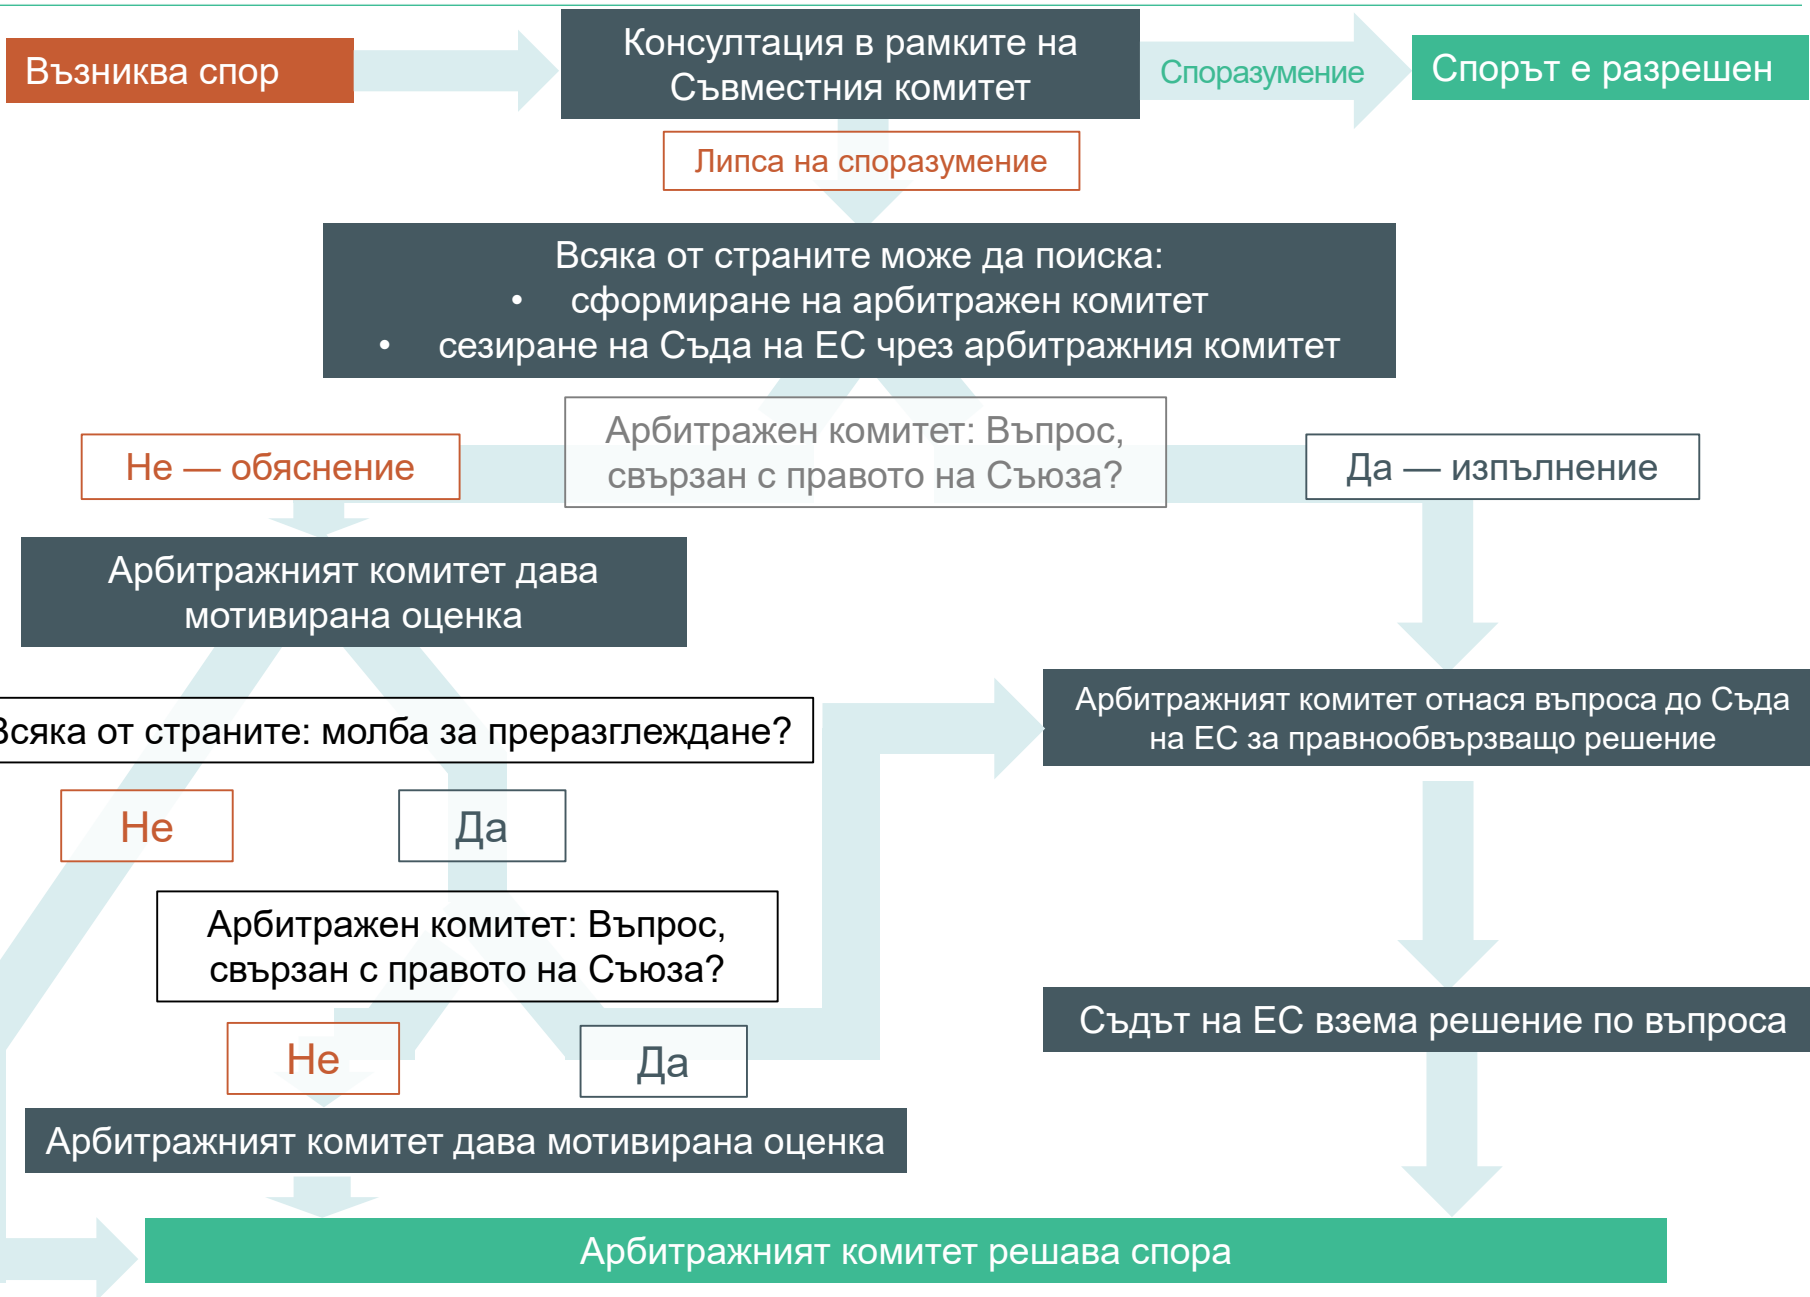 Възниква спор
Консултация в рамките на
Съвместния комитет
Споразумение
Спорът е разрешен
Липса на споразумение
Всяка от страните може да поиска:
• сформиране на арбитражен комитет
• сезиране на Съда на ЕС чрез арбитражния комитет
Арбитражен комитет: Въпрос,
свързан с правото на Съюза?
Не — обяснение
Да — изпълнение
Арбитражният комитет дава
мотивирана оценка
Всяка от страните: молба за преразглеждане?
Арбитражният комитет отнася въпроса до Съда
на ЕС за правнообвързващо решение
Не
Да
Арбитражен комитет: Въпрос,
свързан с правото на Съюза?
Съдът на ЕС взема решение по въпроса
Не
Да
Арбитражният комитет дава мотивирана оценка
Арбитражният комитет решава спора